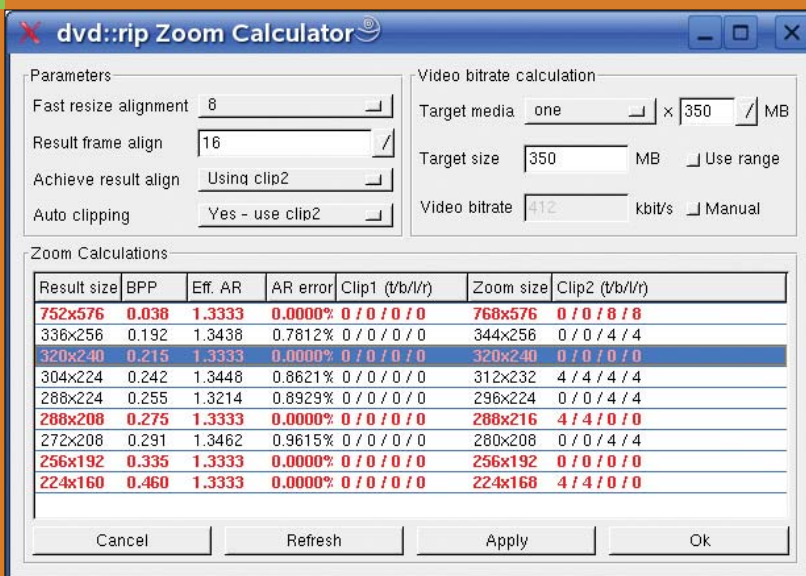 dvd::rip Zoom Calculator
Parameters
Fast resize alignment 8
Result frame align 16
Achieve result align Using clip2
Auto clipping Yes - use clip2
Video bitrate calculation
Target media one x 350 MB
Target size 350 MB Use range
Video bitrate 412 kbit/s Manual
Zoom Calculations
Result size BPP Eff. AR AR error Clip1 (t/b/l/r) Zoom size Clip2 (t/b/l/r)
752x576 0.038 1.3333 0.0000% 0 / 0 / 0 / 0 768x576 0 / 0 / 8 / 8
336x256 0.192 1.3438 0.7812% 0 / 0 / 0 / 0 344x256 0 / 0 / 4 / 4
320x240 0.215 1.3333 0.0000% 0 / 0 / 0 / 0 320x240 0 / 0 / 0 / 0
304x224 0.242 1.3448 0.8621% 0 / 0 / 0 / 0 312x232 4 / 4 / 4 / 4
288x224 0.255 1.3214 0.8929% 0 / 0 / 0 / 0 296x224 0 / 0 / 4 / 4
288x208 0.275 1.3333 0.0000% 0 / 0 / 0 / 0 288x216 4 / 4 / 0 / 0
272x208 0.291 1.3462 0.9615% 0 / 0 / 0 / 0 280x208 0 / 0 / 4 / 4
256x192 0.335 1.3333 0.0000% 0 / 0 / 0 / 0 256x192 0 / 0 / 0 / 0
224x160 0.460 1.3333 0.0000% 0 / 0 / 0 / 0 224x168 4 / 4 / 0 / 0
Cancel Refresh Apply Ok